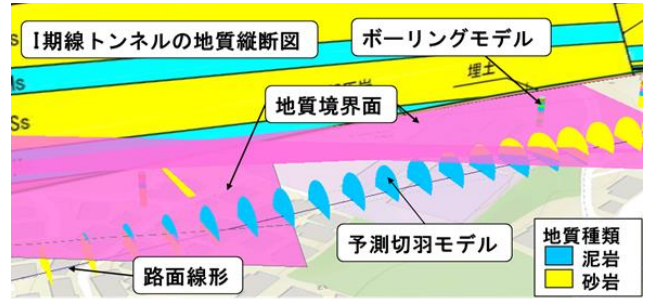 I期線トンネルの地質縦断図
ボーリングモデル
Ss
埋土
地質境界面
Ss
予測切羽モデル
路面線形
地質種類
泥岩
砂岩